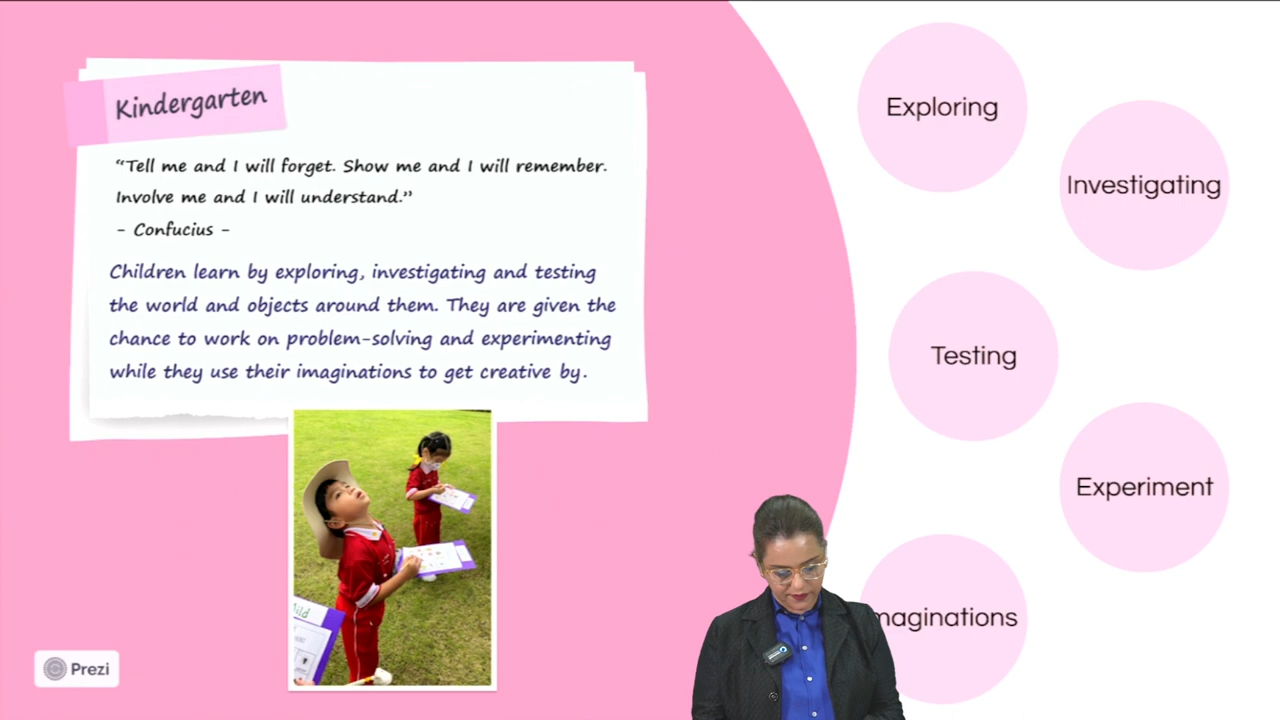 Kindergarten
“Tell me and I will forget. Show me and I will remember.
Involve me and I will understand.”
- Confucius -
Children learn by exploring, investigating and testing
the world and objects around them. They are given the
chance to work on problem-solving and experimenting
while they use their imaginations to get creative by.
Exploring
Investigating
Testing
Experiment
maginations
Prezi